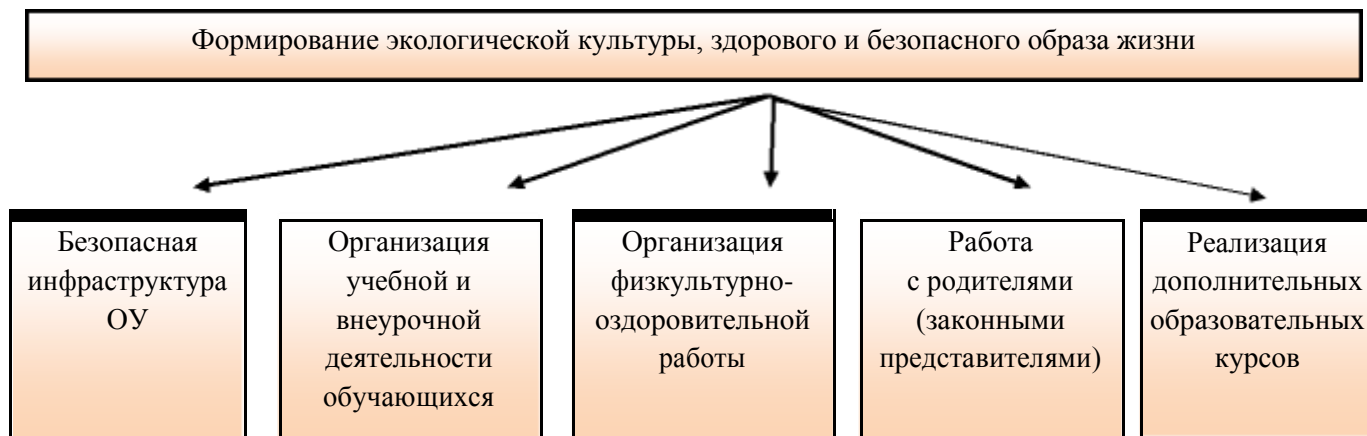 Формирование экологической культуры, здорового и безопасного образа жизни
Безопасная
инфраструктура
ОУ
Организация
учебной и
внеурочной
деятельности
обучающихся
Организация
физкультурно-
оздоровительной
работы
Работа
с родителями
(законными
представителями)
Реализация
дополнительных
образовательных
курсов